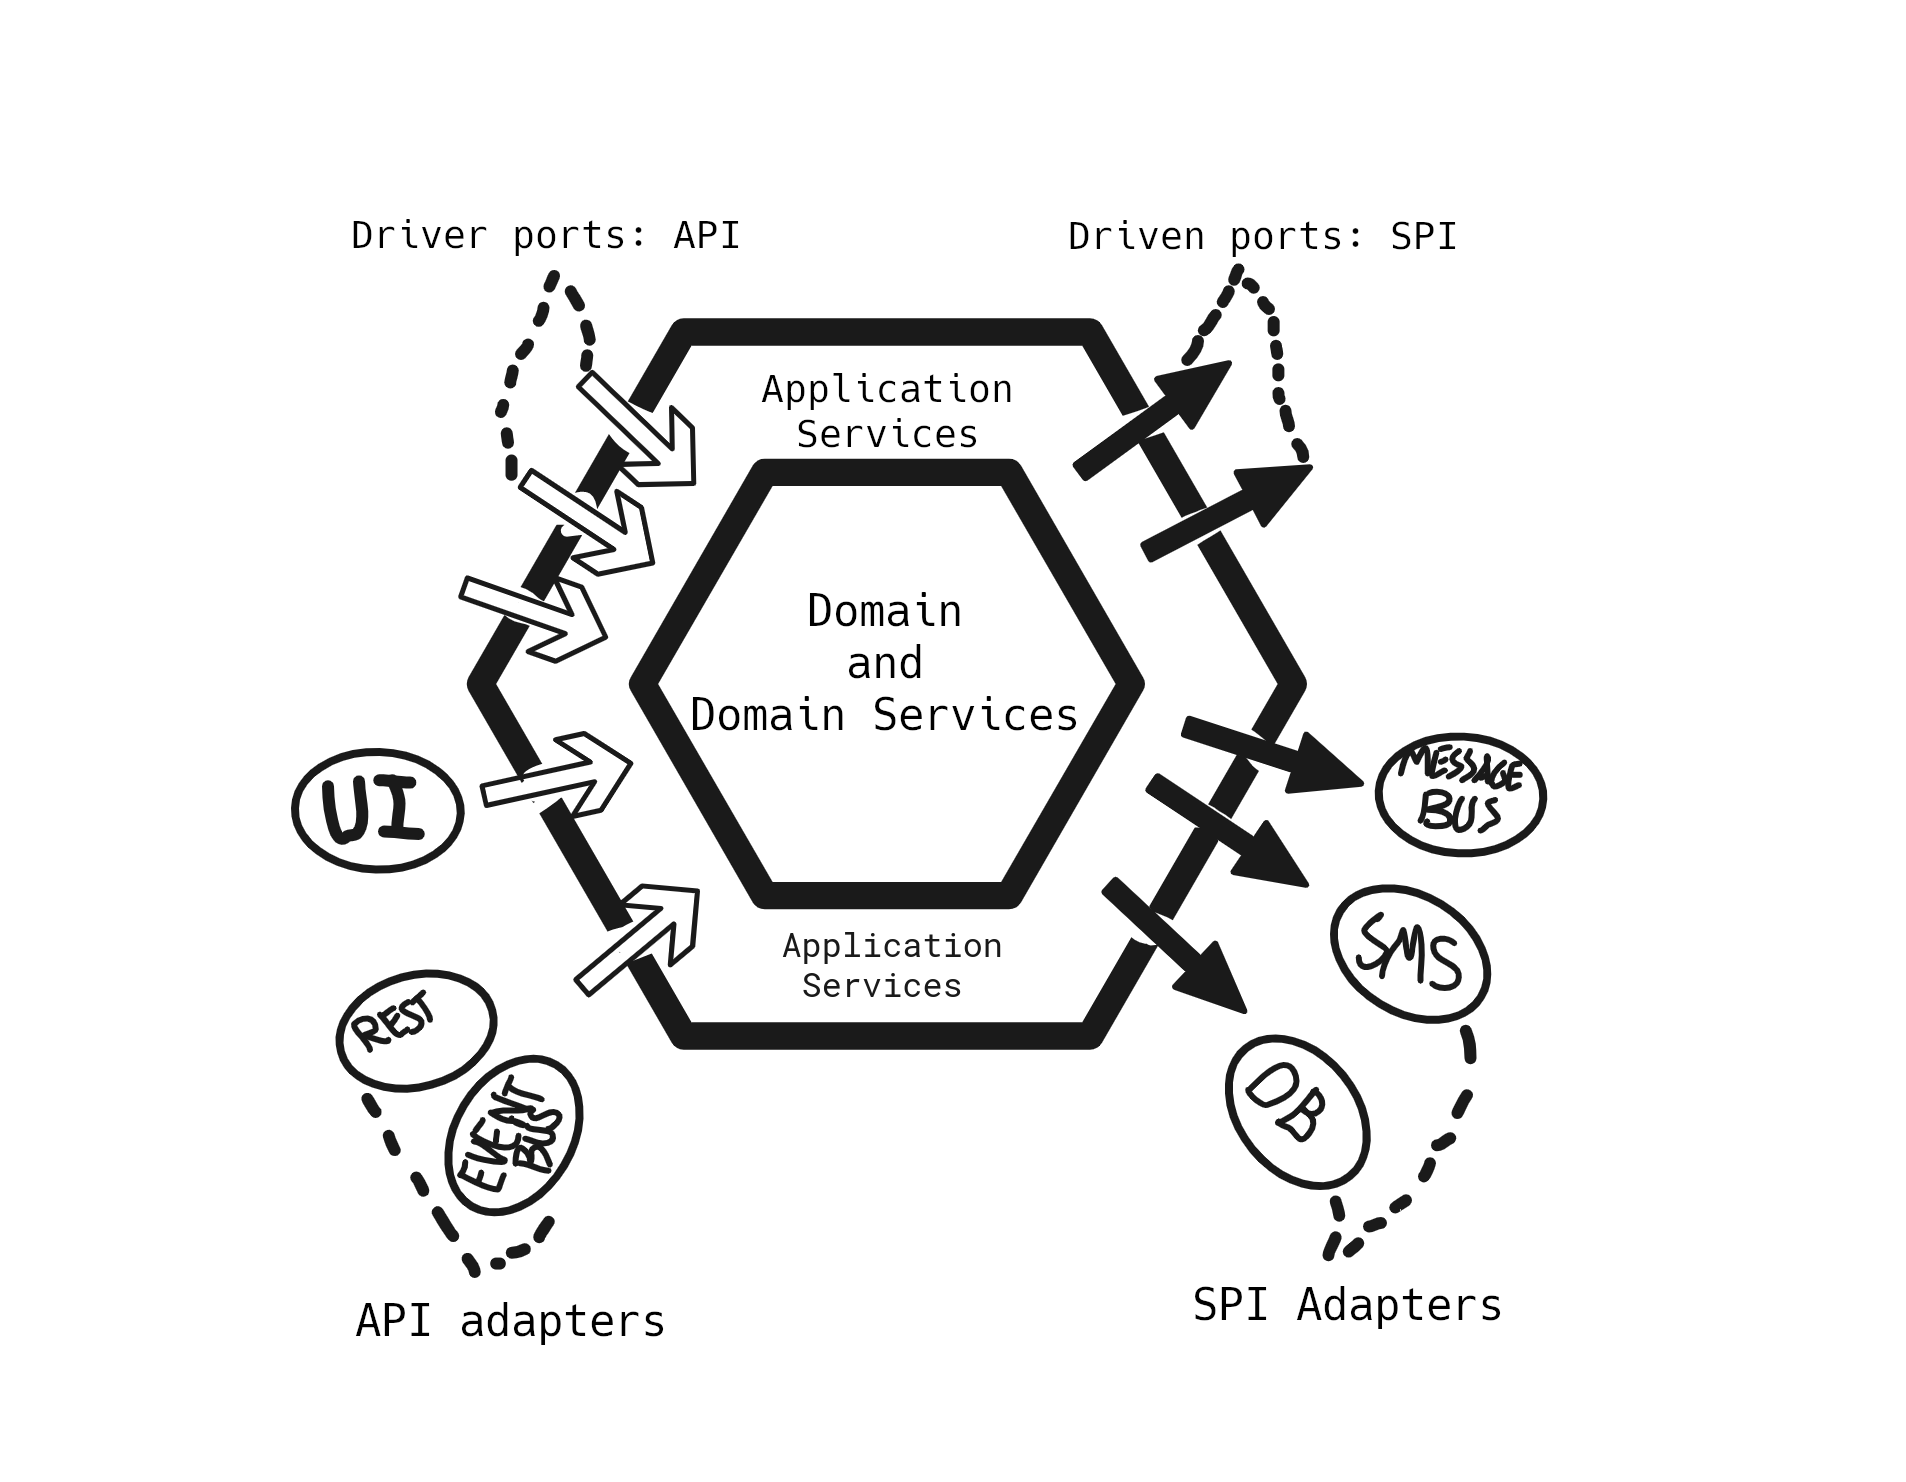 Driver ports: API
Driven ports: SPI
Application
Services
Domain
and
Domain Services
UI
MESSAGE
BUS
Application
Services
SMS
REST
EVENT
BUS
DB
API adapters
SPI Adapters